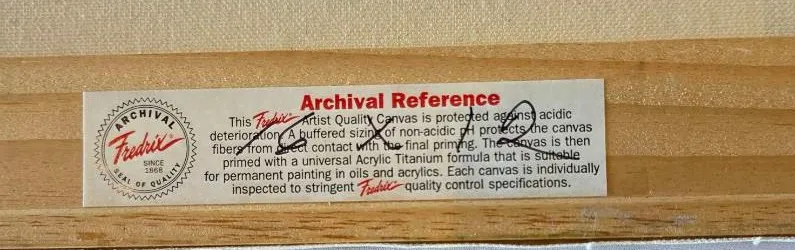 ARCHIVAL
Fredrix
SINCE
1868
SEAL OF QUALITY
Archival Reference
This Fredrix Artist Quality Canvas is protected against acidic
deterioration. A buffered sizing of non-acidic pH protects the canvas
fibers from direct contact with the final priming. The canvas is then
primed with a universal Acrylic Titanium formula that is suitable
for permanent painting in oils and acrylics. Each canvas is individually
inspected to stringent Fredrix quality control specifications.
16 x 12